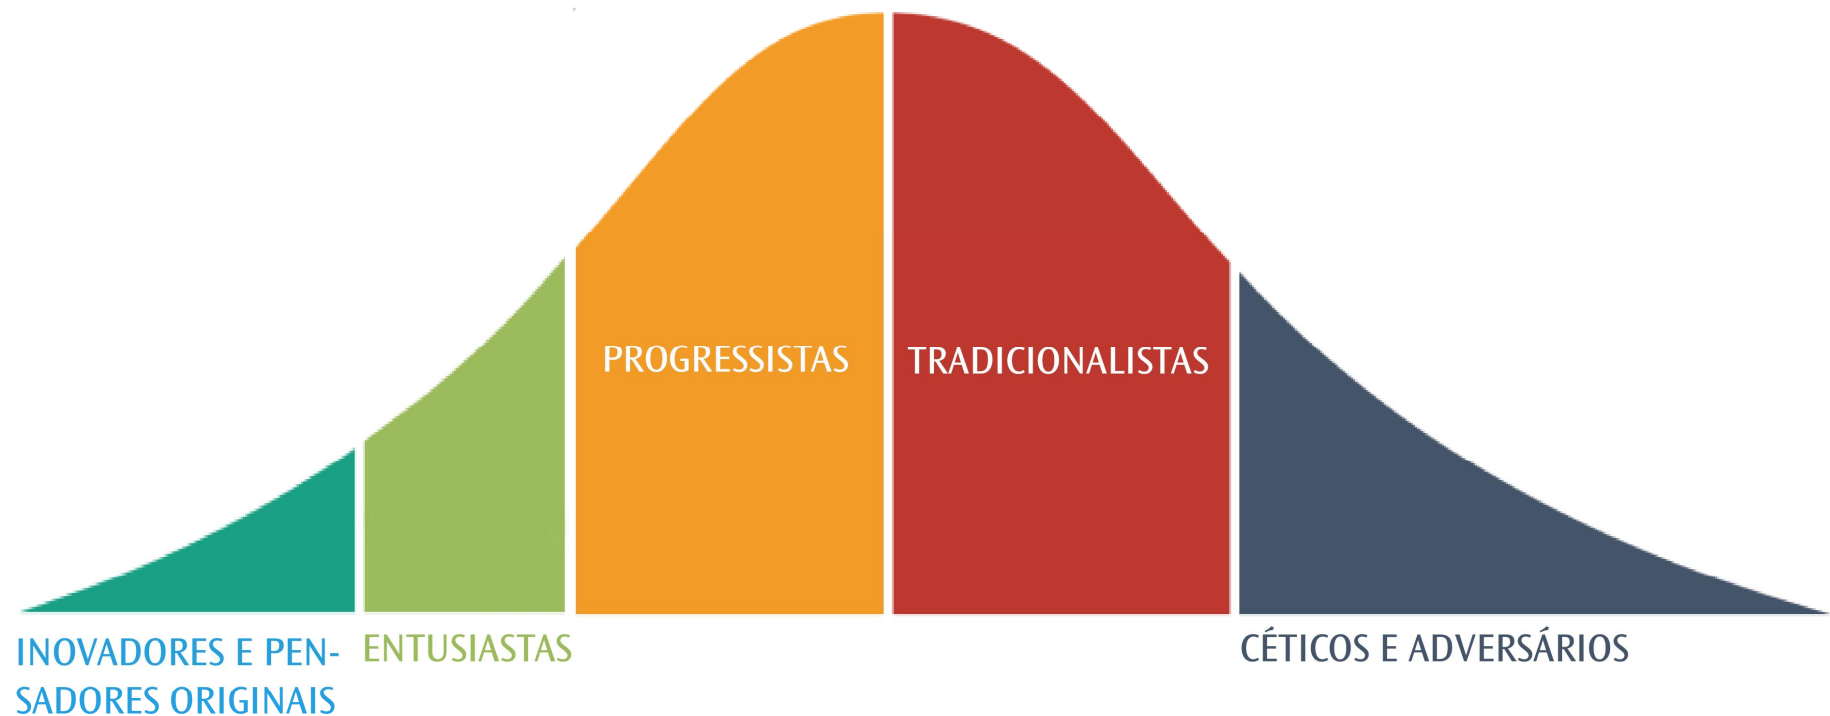 PROGRESSISTAS
TRADICIONALISTAS
INOVADORES E PEN-
SADORES ORIGINAIS
ENTUSIASTAS
CÉTICOS E ADVERSÁRIOS